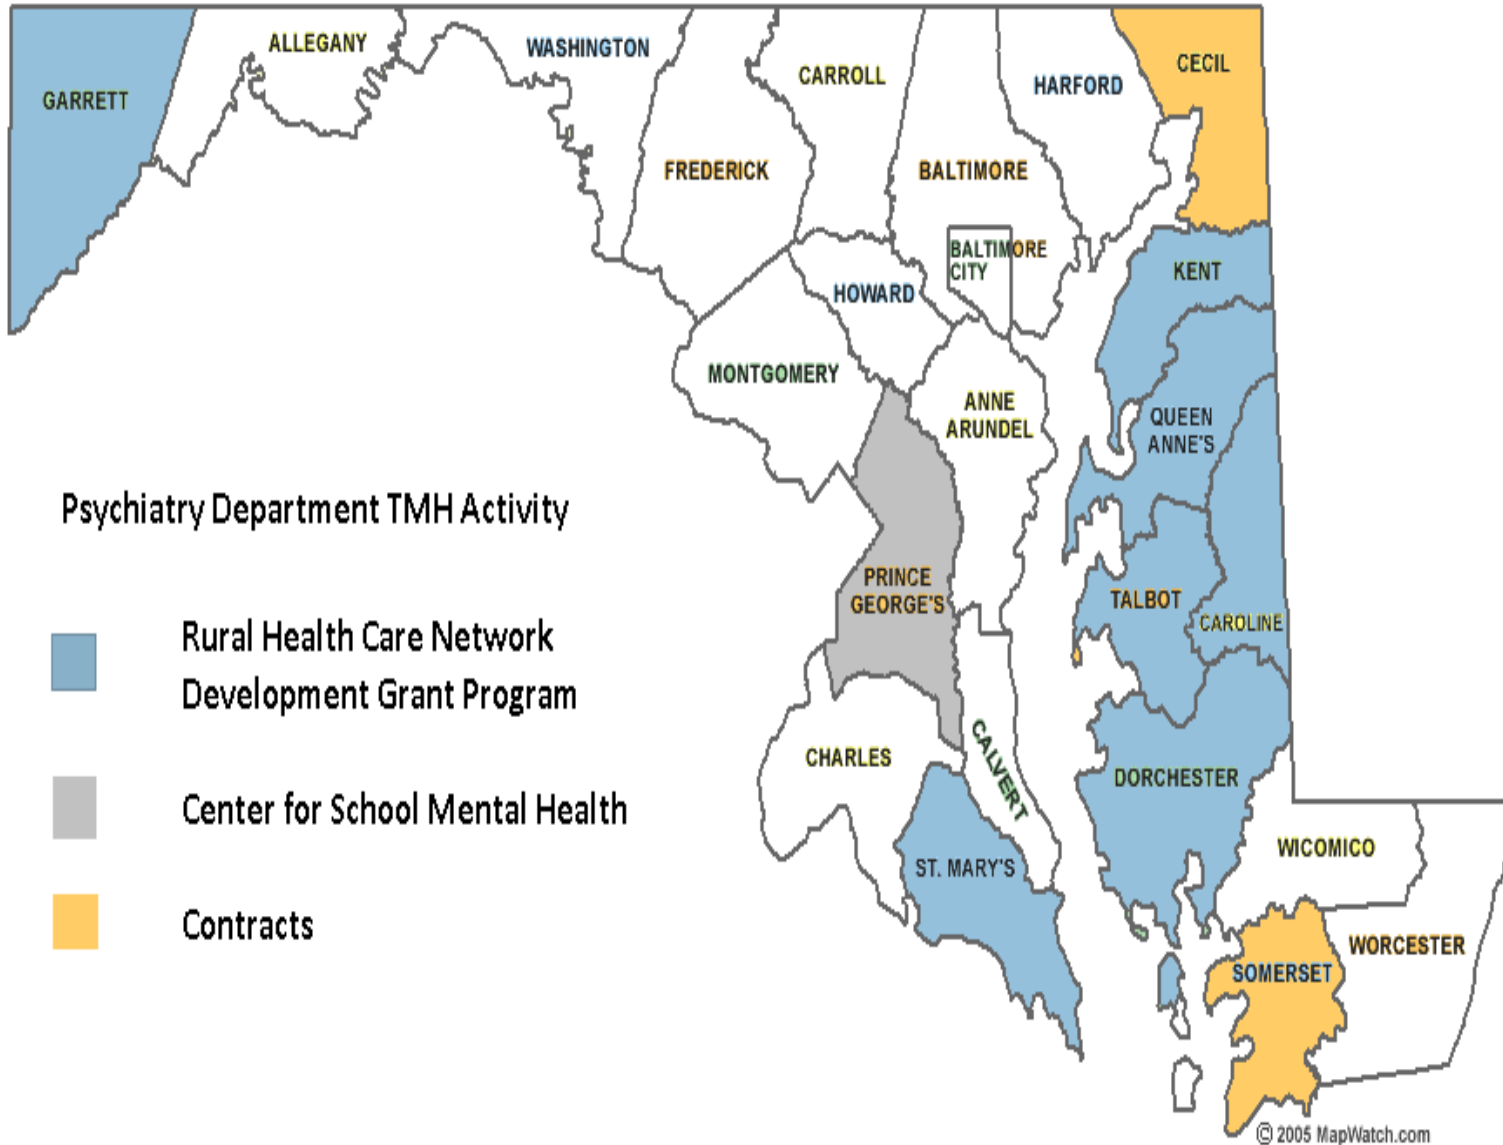 ALLEGANY
WASHINGTON
CECIL
CARROLL
HARFORD
GARRETT
FREDERICK
BALTIMORE
BALTIMORE
CITY
KENT
HOWARD
MONTGOMERY
ANNE
ARUNDEL
QUEEN
ANNE'S
Psychiatry Department TMH Activity
PRINCE
GEORGE'S
TALBOT
CAROLINE
Rural Health Care Network
Development Grant Program
CHARLES
CALVERT
DORCHESTER
Center for School Mental Health
WICOMICO
ST. MARY'S
Contracts
WORCESTER
SOMERSET
© 2005 MapWatch.com